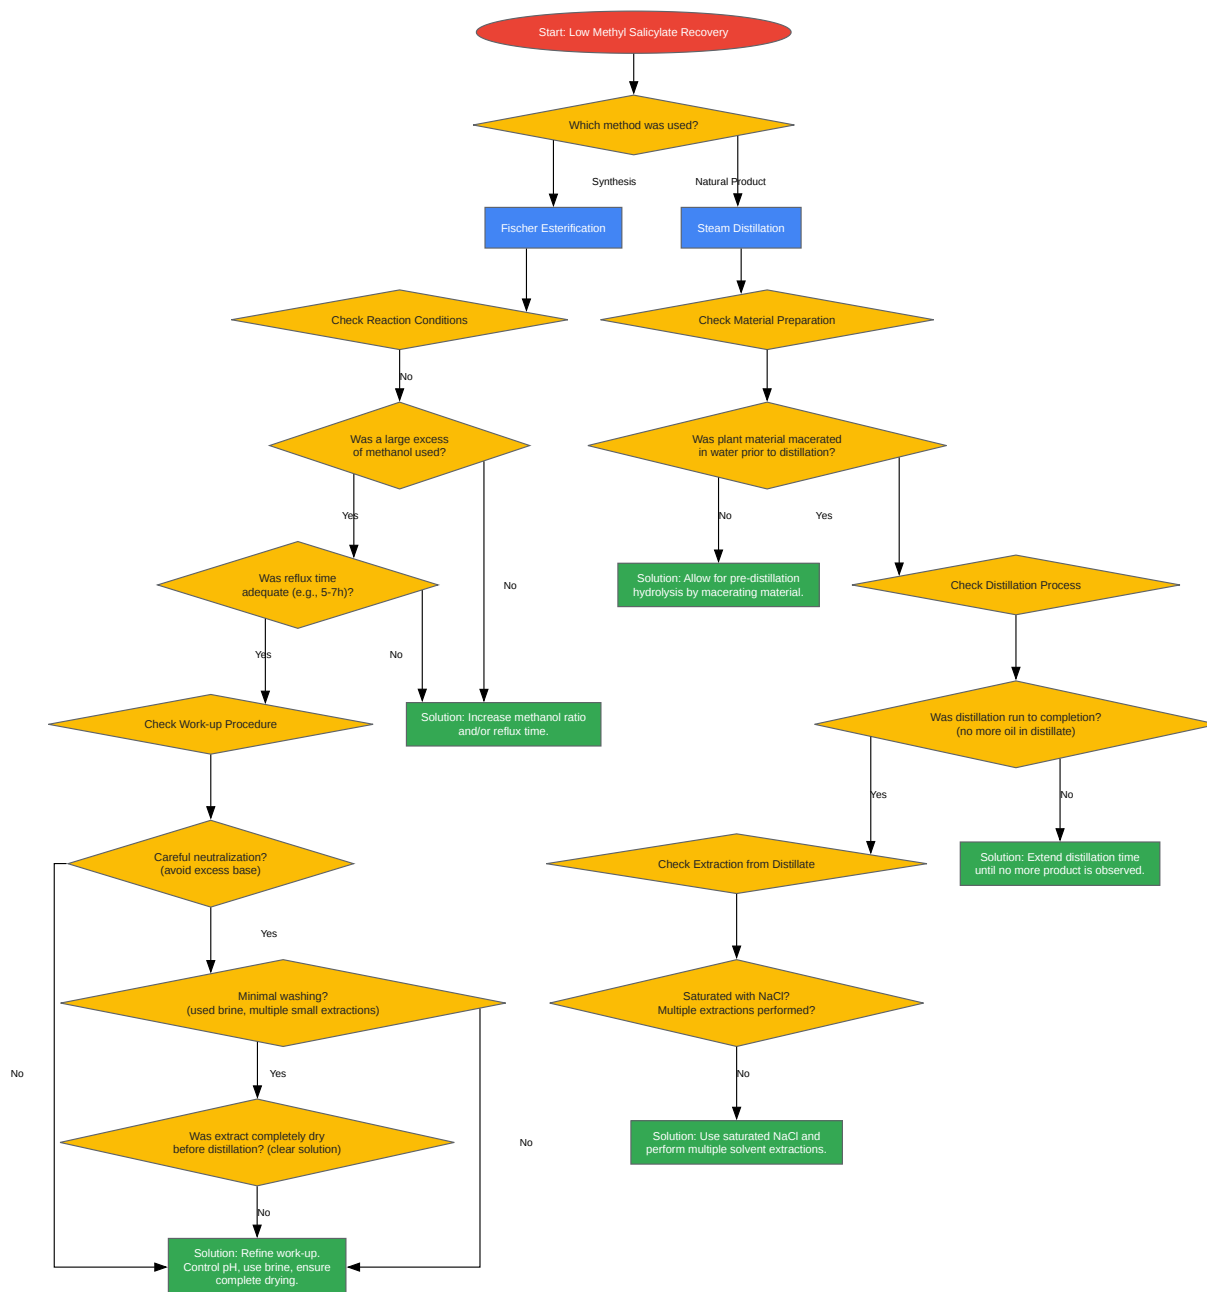 Start: Low Methyl Salicylate Recovery
Which method was used?
Synthesis
Natural Product
Fischer Esterification
Steam Distillation
Check Reaction Conditions
Check Material Preparation
No
Was a large excess
of methanol used?
Was plant material macerated
in water prior to distillation?
Yes
No
Yes
Was reflux time
adequate (e.g., 5-7h)?
No
Solution: Allow for pre-distillation
hydrolysis by macerating material.
Check Distillation Process
Yes
No
Check Work-up Procedure
Solution: Increase methanol ratio
and/or reflux time.
Was distillation run to completion?
(no more oil in distillate)
Yes
No
Careful neutralization?
(avoid excess base)
Check Extraction from Distillate
Solution: Extend distillation time
until no more product is observed.
Yes
Minimal washing?
(used brine, multiple small extractions)
Saturated with NaCl?
Multiple extractions performed?
No
Yes
No
Was extract completely dry
before distillation? (clear solution)
No
Solution: Use saturated NaCl and
perform multiple solvent extractions.
No
Solution: Refine work-up.
Control pH, use brine, ensure
complete drying.